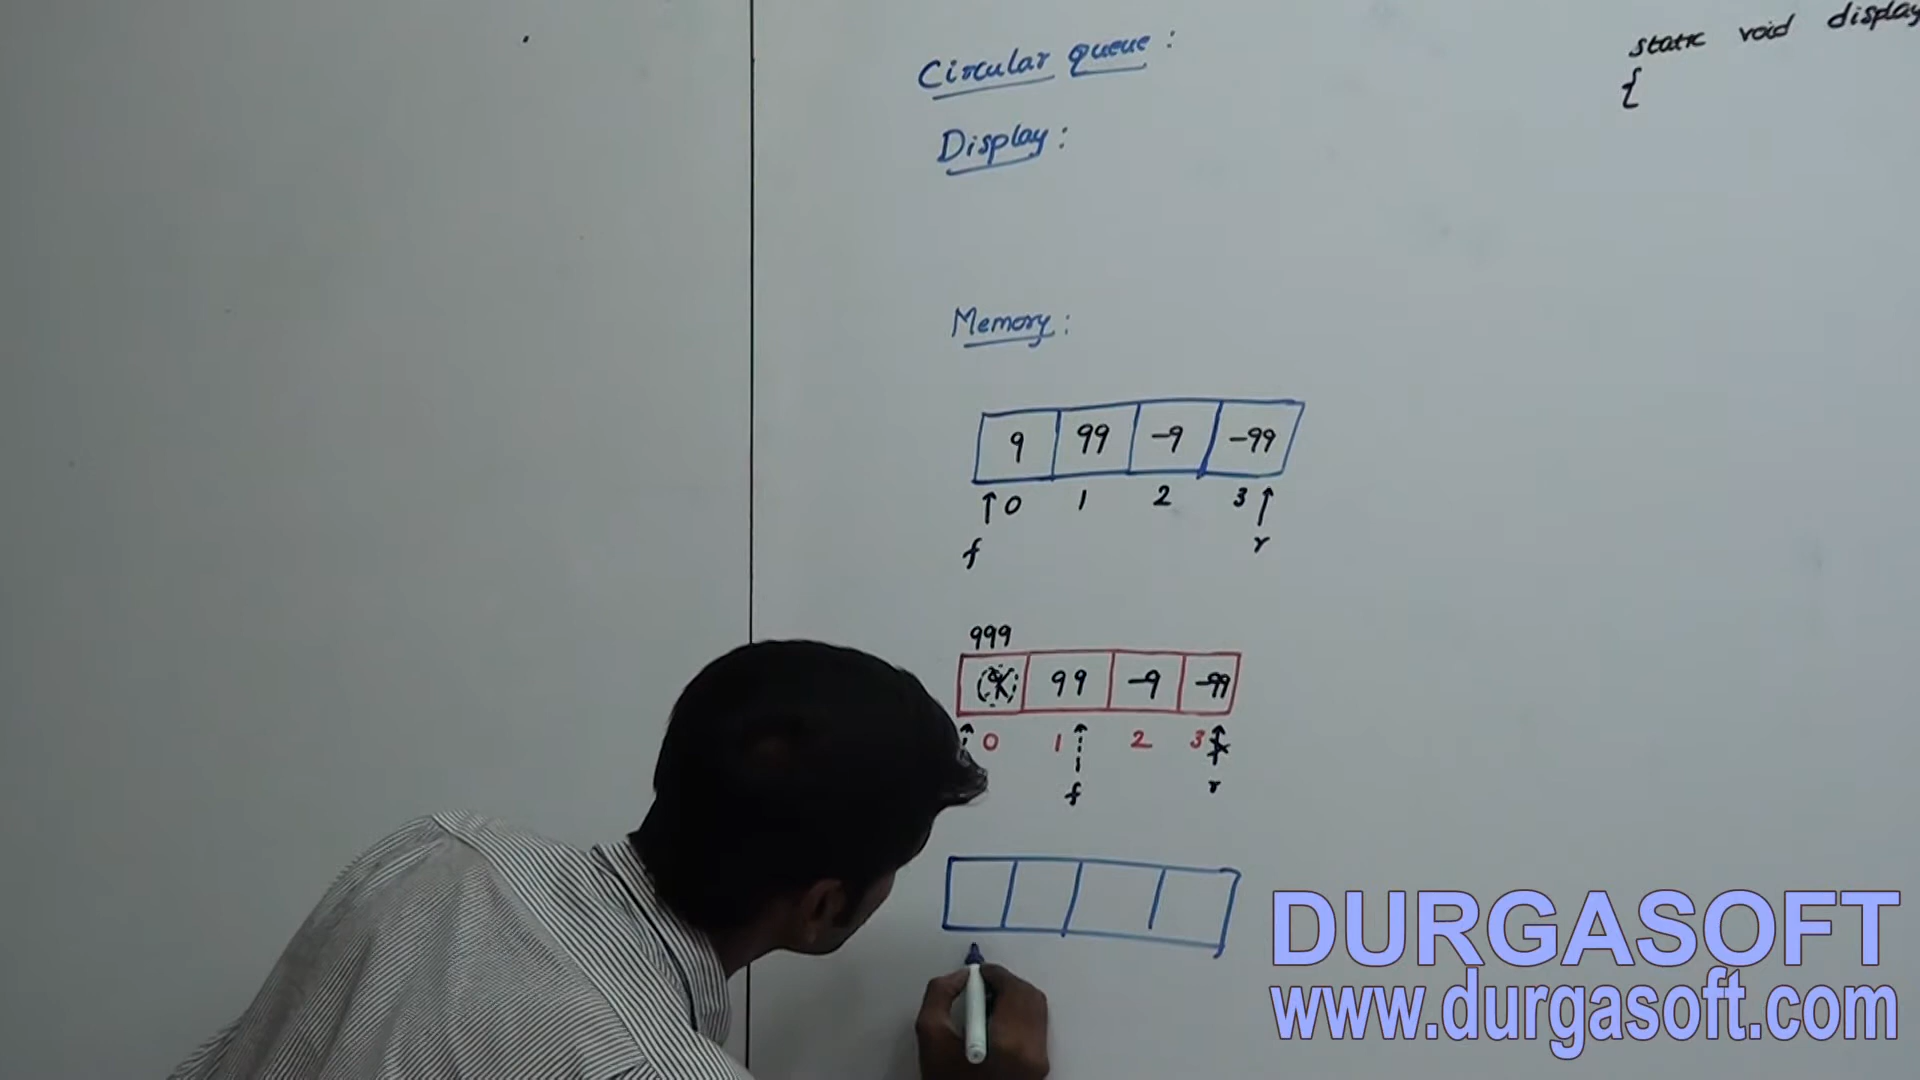 Circular queue :
Display :
static void display
{
Memory :
9 99 -9 -99
0 1 2 3
f r
999
9 99 -9 -99
0 1 2 3
f r
DURGASOFT
www.durgasoft.com